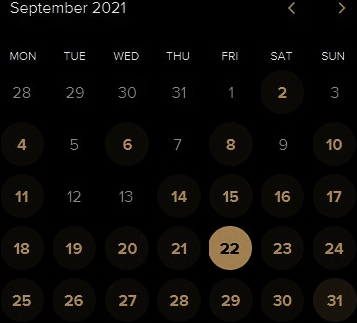 September 2021
MON TUE WED THU FRI SAT SUN
28 29 30 31 1 2 3
4 5 6 7 8 9 10
11 12 13 14 15 16 17
18 19 20 21 22 23 24
25 26 27 28 29 30 31